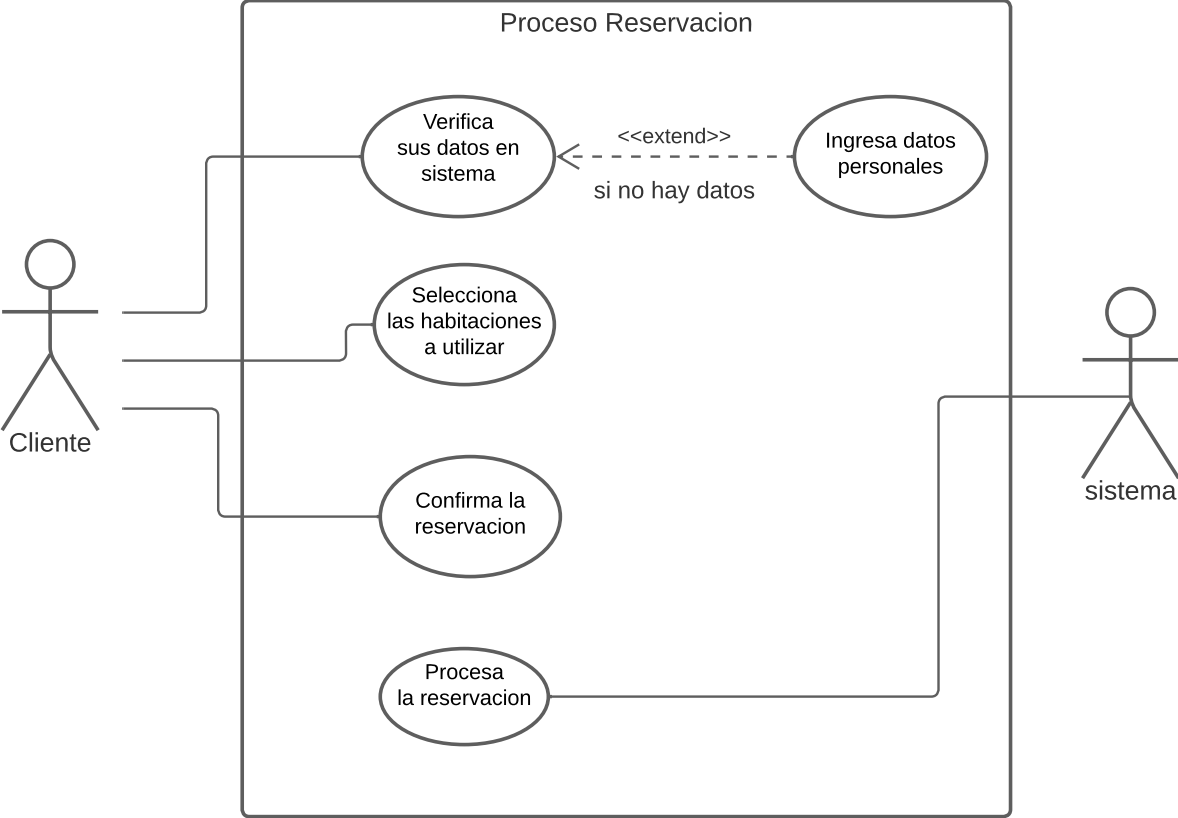 Proceso Reservacion
Verifica
sus datos en
sistema
<<extend>>
si no hay datos
Ingresa datos
personales
Selecciona
las habitaciones
a utilizar
Cliente
Confirma la
reservacion
sistema
Procesa
la reservacion